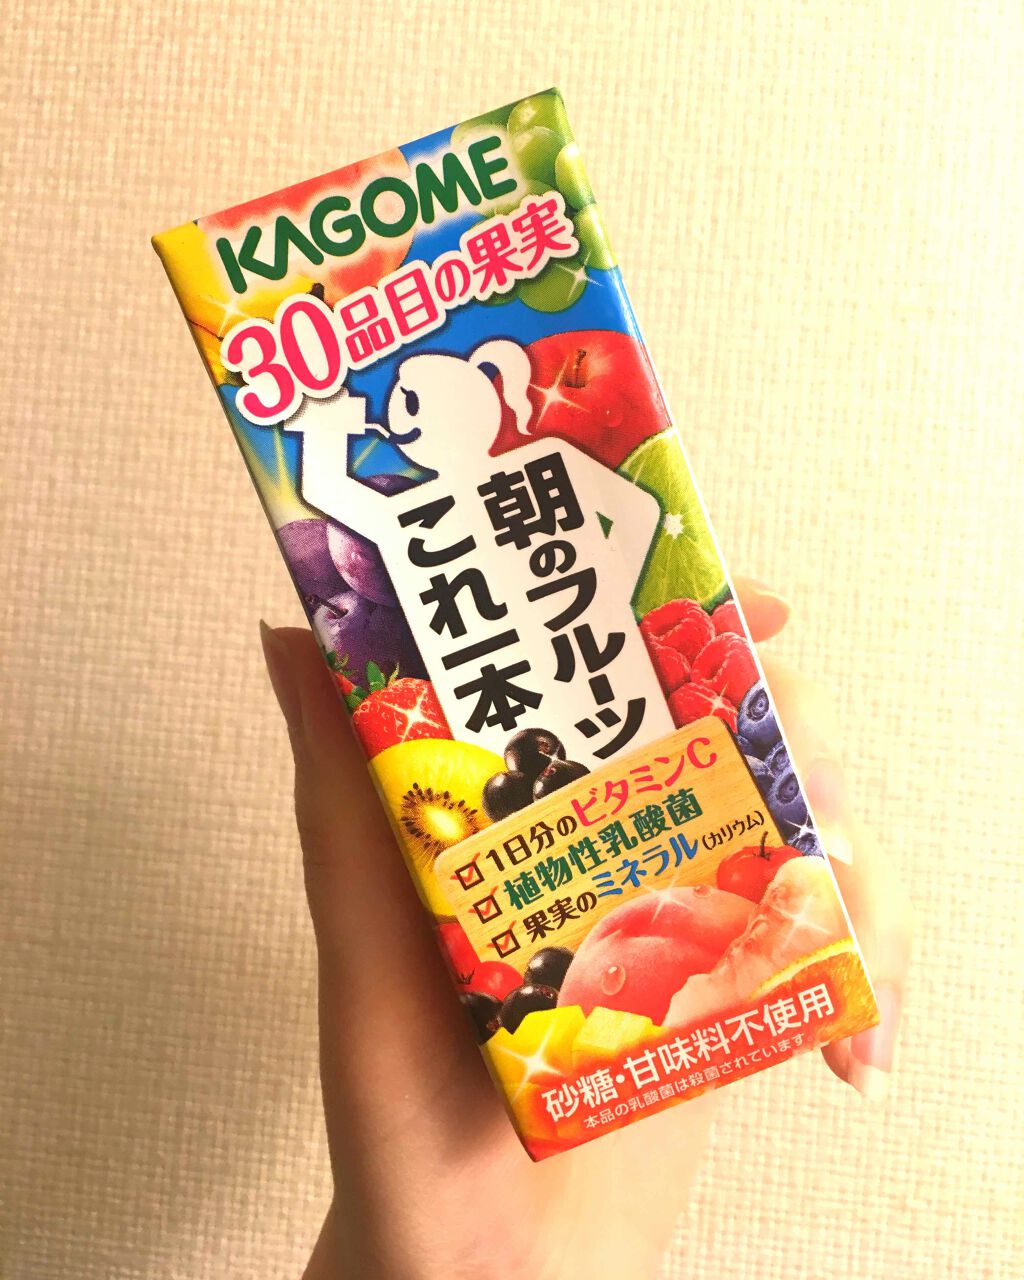 KAGOME
30品目の果実
朝のフルーツ
これ一本
1日分のビタミンC
植物性乳酸菌
果実のミネラル(カリウム)
砂糖・甘味料不使用
本品の乳酸菌は殺菌されています